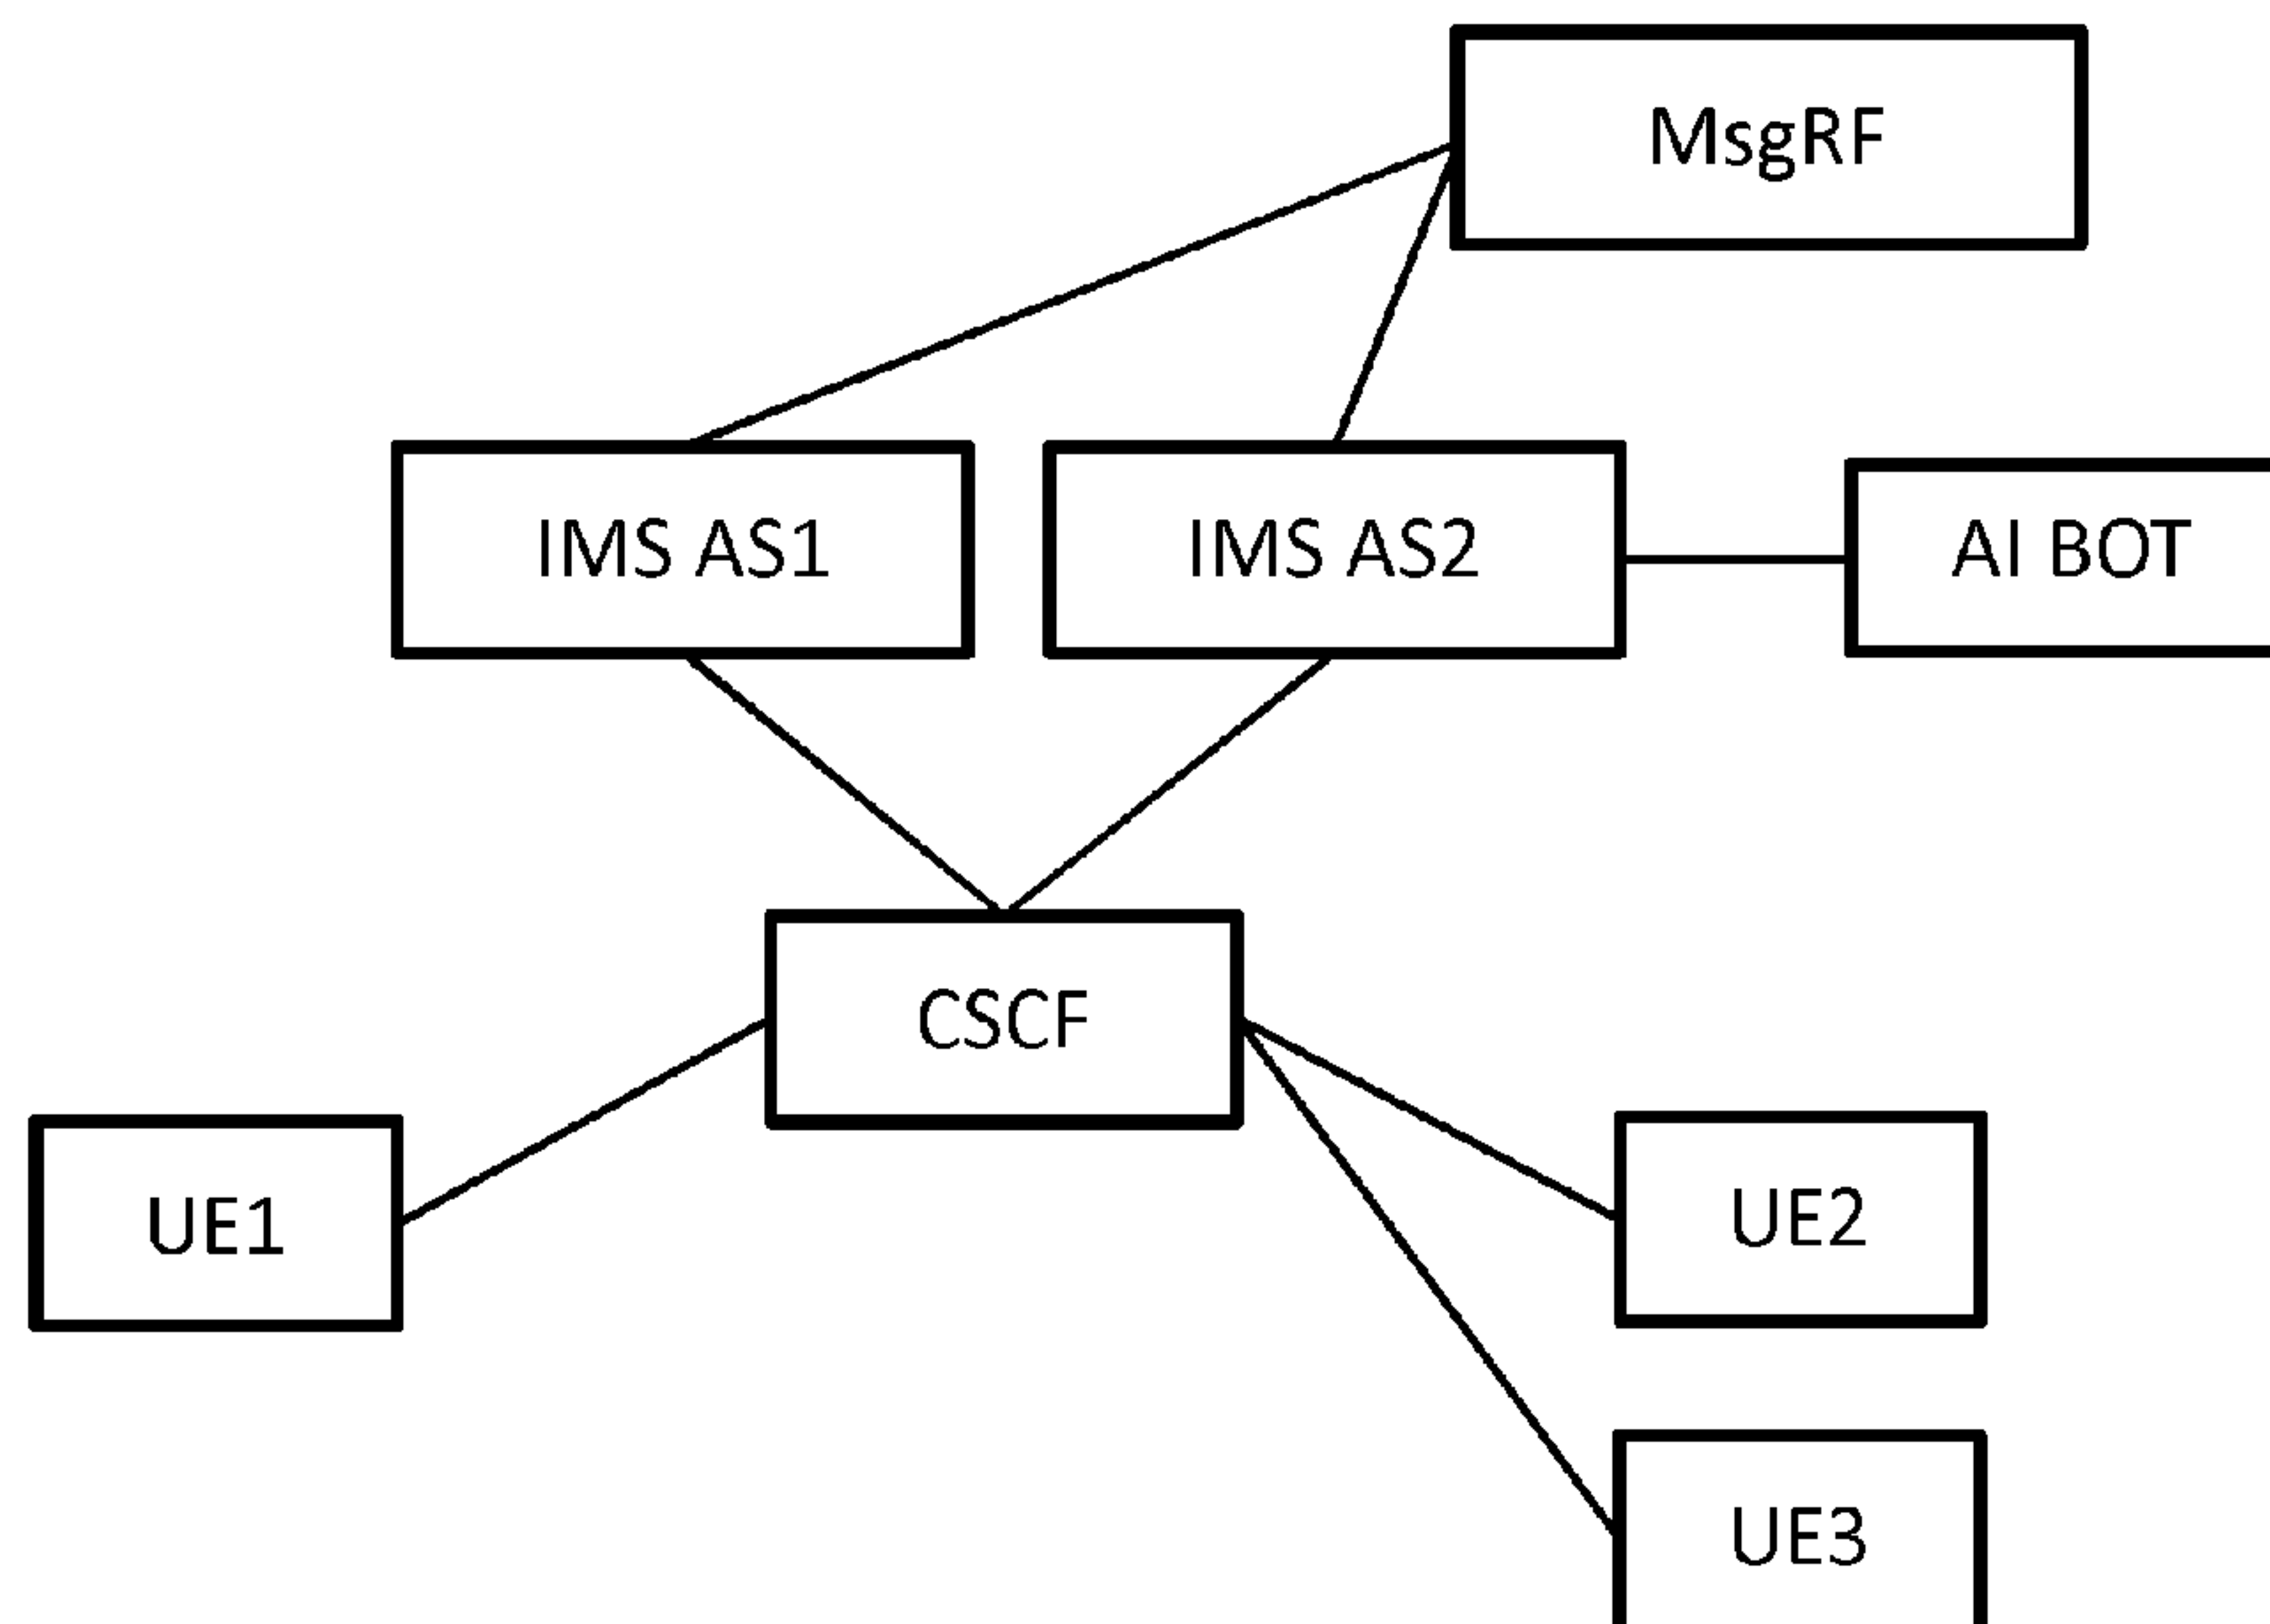 MsgRF
IMS AS1
IMS AS2
AI BOT
CSCF
UE1
UE2
UE3